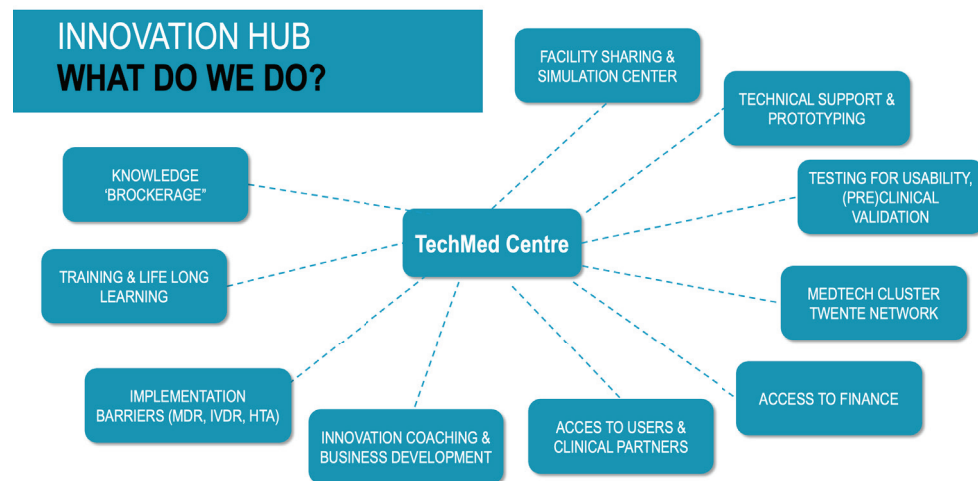 INNOVATION HUB
WHAT DO WE DO?
FACILITY SHARING &
SIMULATION CENTER
TECHNICAL SUPPORT &
PROTOTYPING
KNOWLEDGE
'BROCKERAGE"
TESTING FOR USABILITY,
(PRE)CLINICAL
VALIDATION
TechMed Centre
TRAINING & LIFE LONG
LEARNING
MEDTECH CLUSTER
TWENTE NETWORK
IMPLEMENTATION
BARRIERS (MDR, IVDR, HTA)
ACCESS TO FINANCE
INNOVATION COACHING &
BUSINESS DEVELOPMENT
ACCES TO USERS &
CLINICAL PARTNERS